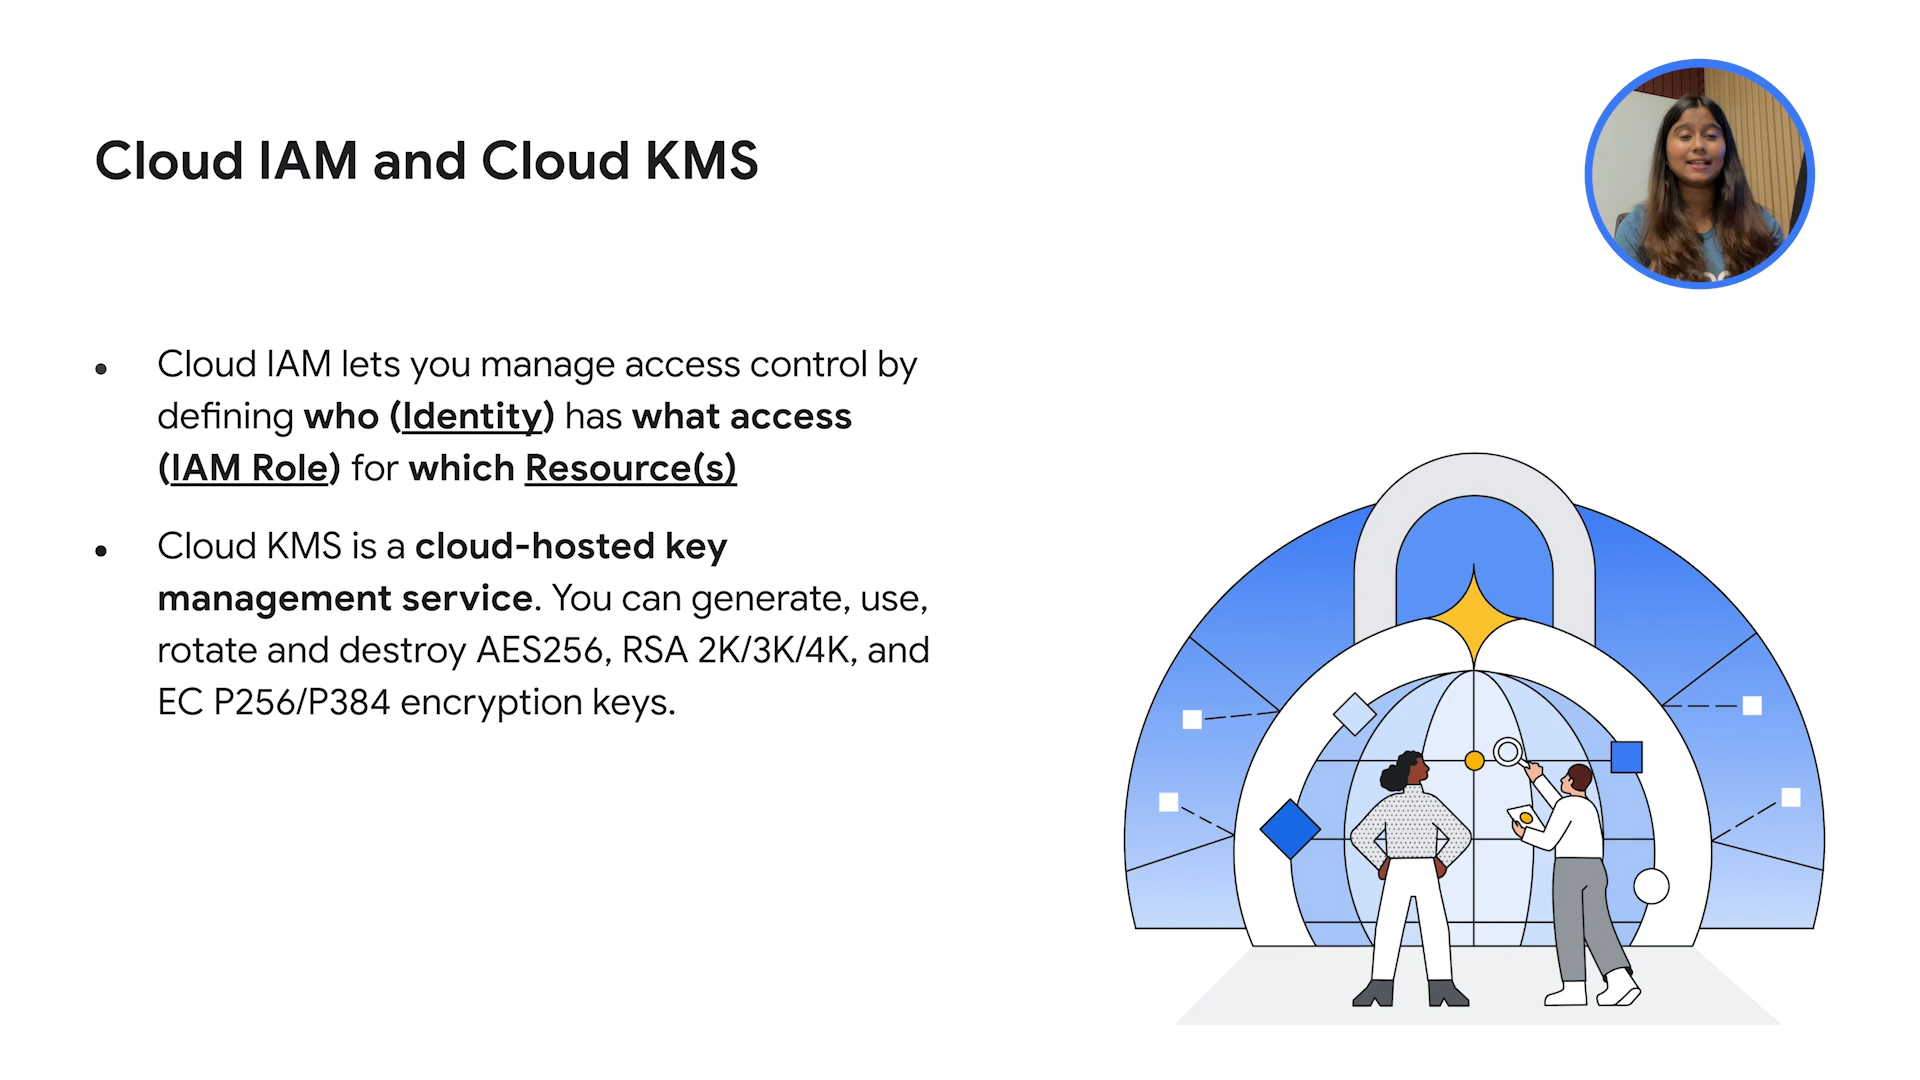 Cloud IAM and Cloud KMS
Cloud IAM lets you manage access control by
defining who (Identity) has what access
(IAM Role) for which Resource(s)
Cloud KMS is a cloud-hosted key
management service. You can generate, use,
rotate and destroy AES256, RSA 2K/3K/4K, and
EC P256/P384 encryption keys.